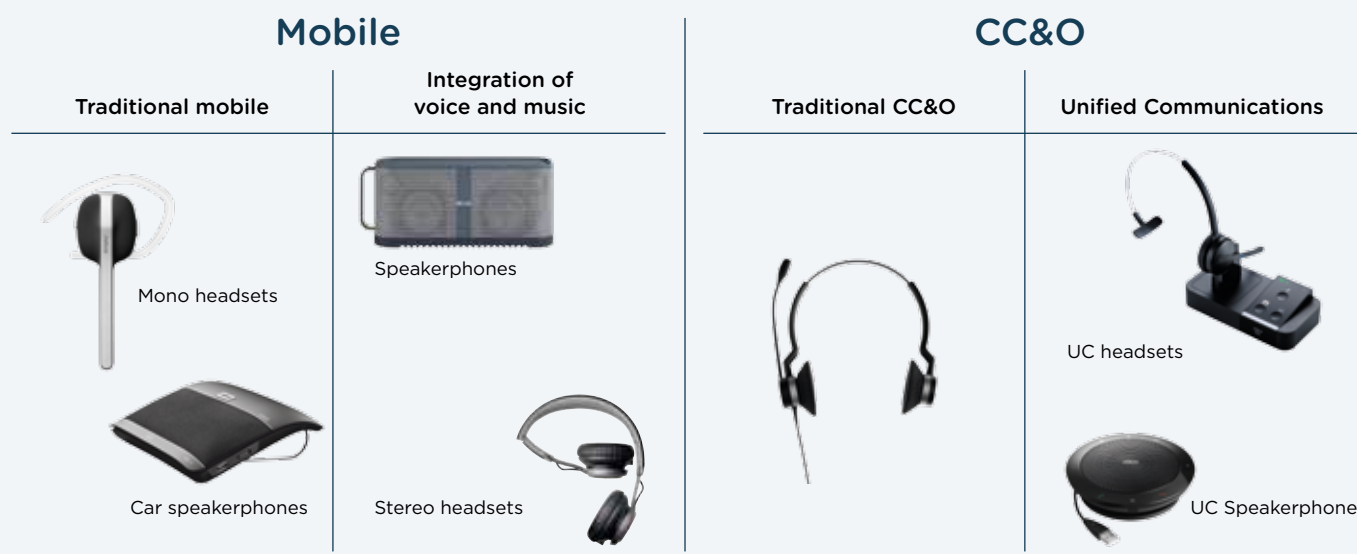 Mobile
CC&O
Traditional mobile
Integration of
voice and music
Traditional CC&O
Unified Communications
Mono headsets
Speakerphones
UC headsets
Car speakerphones
Stereo headsets
UC Speakerphone